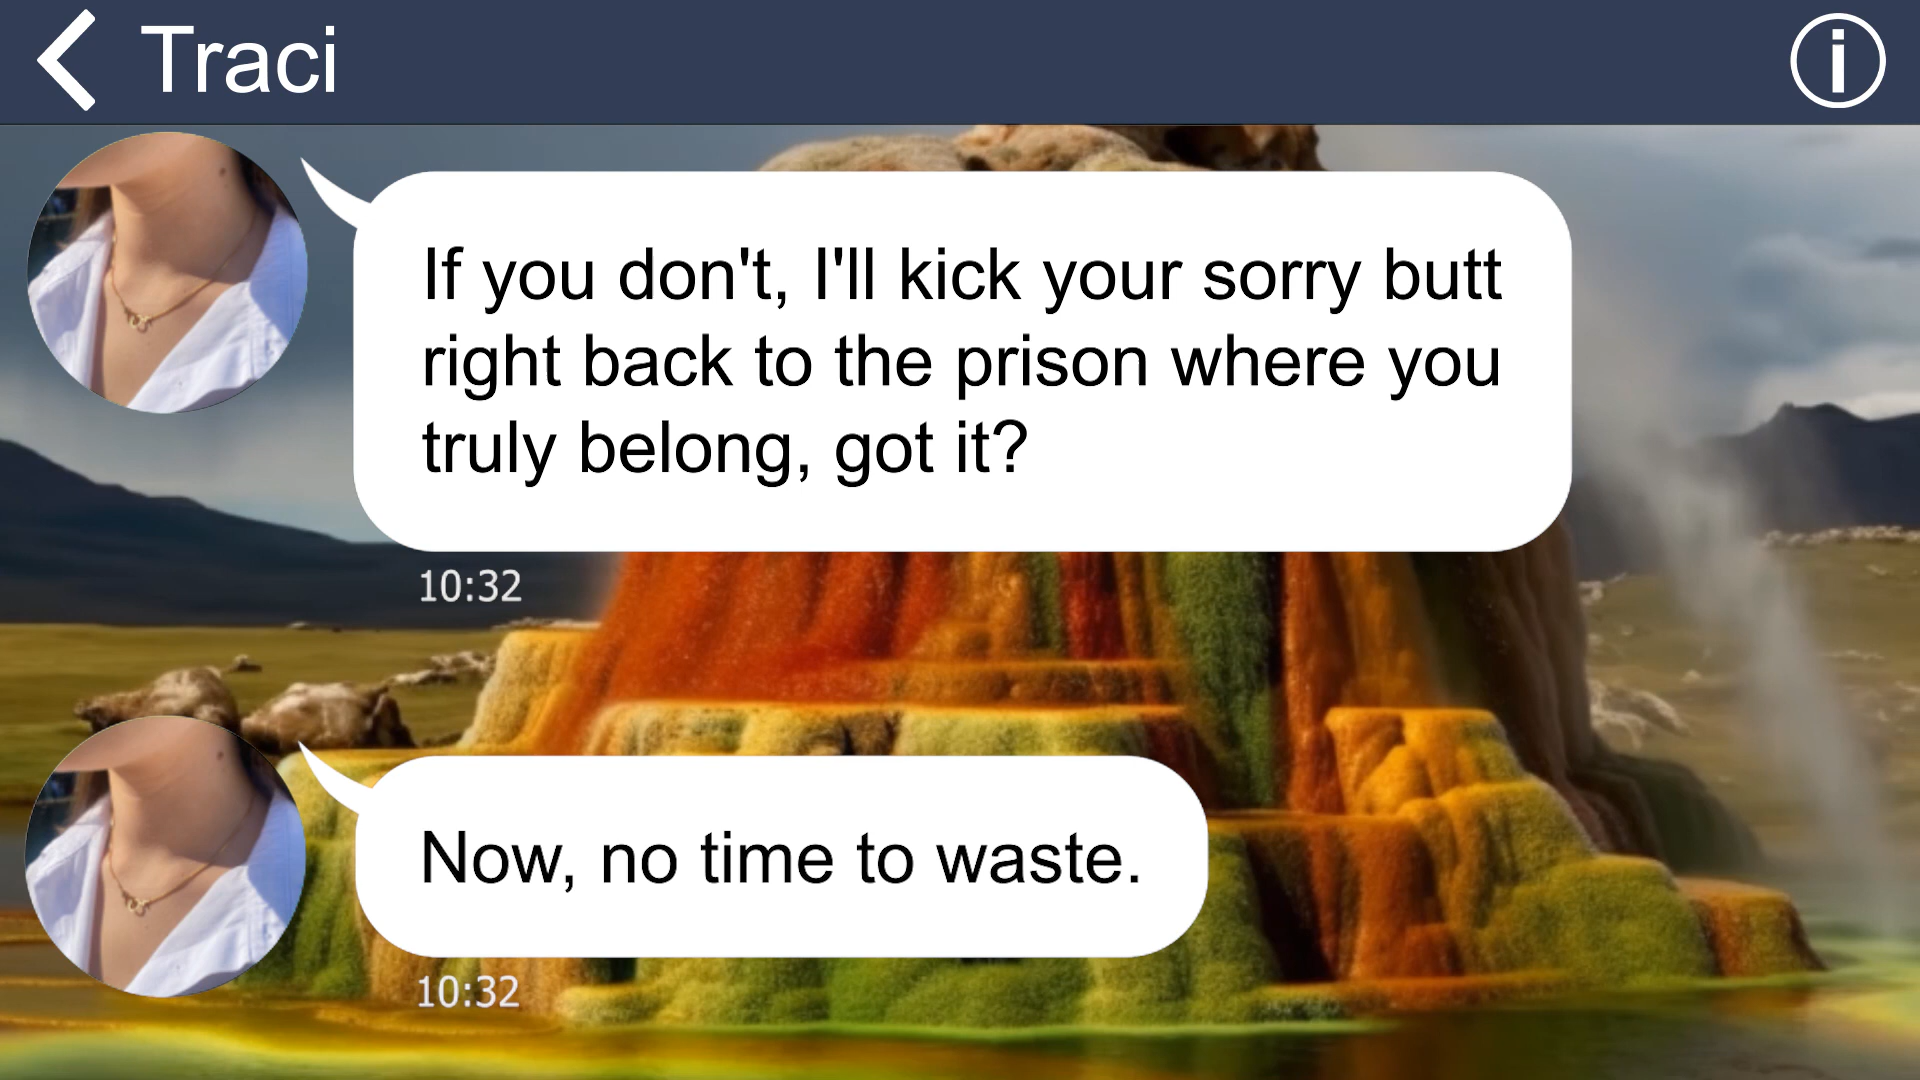 Traci
If you don't, I'll kick your sorry butt
right back to the prison where you
truly belong, got it?
10:32
Now, no time to waste.
10:32